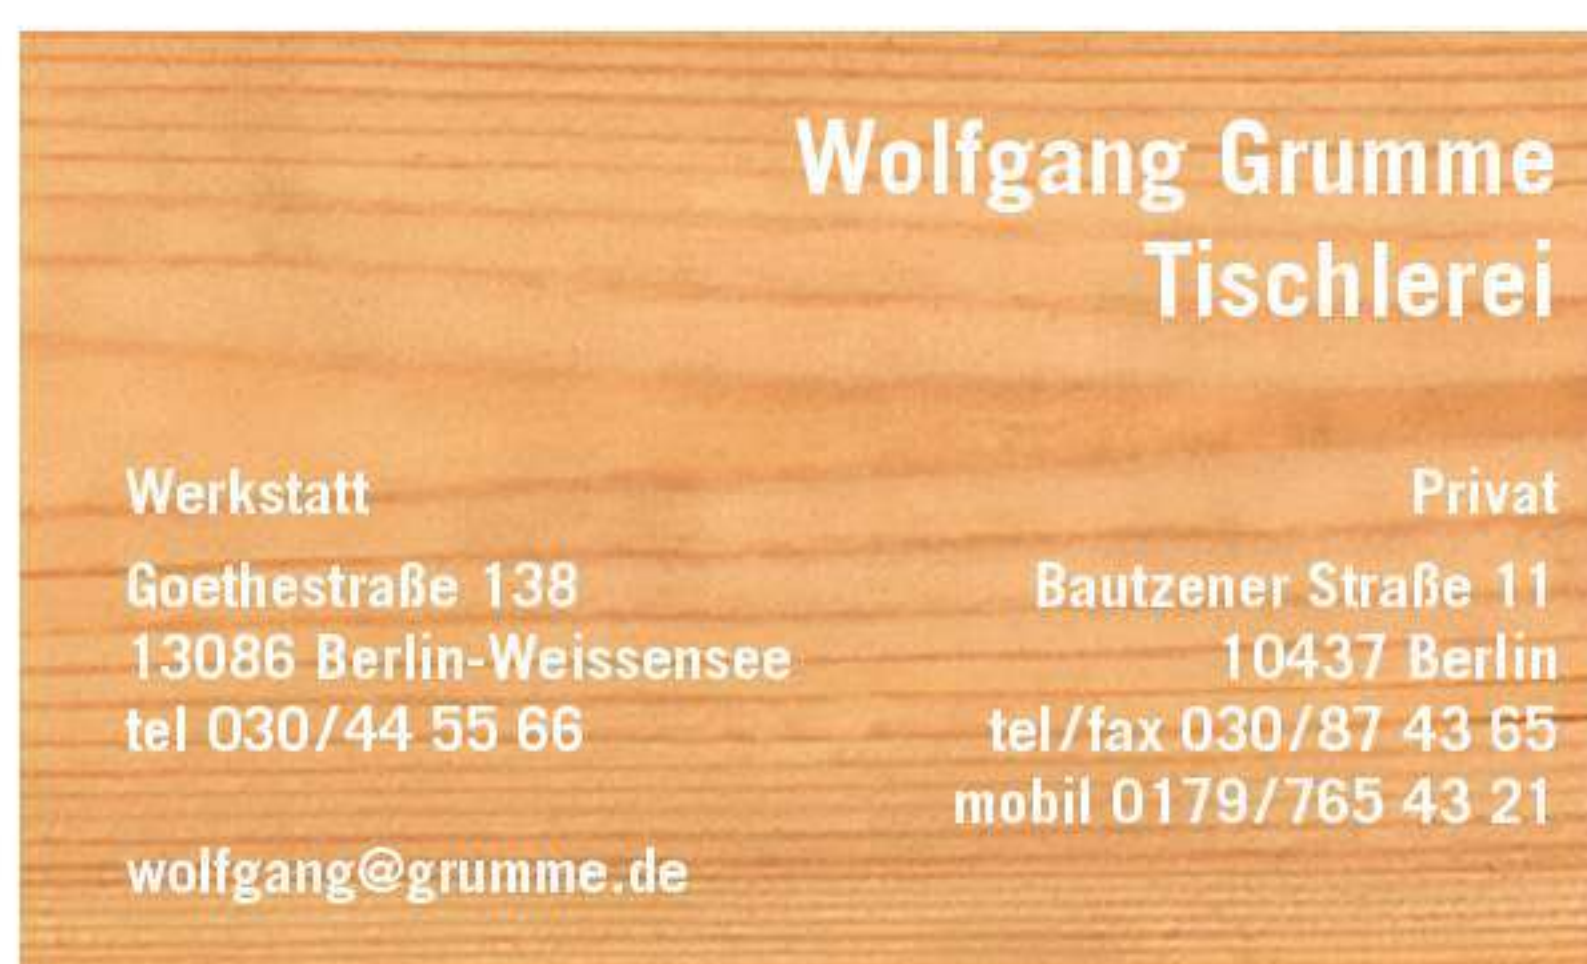 Wolfgang Grumme
Tischlerei
Werkstatt
Goethestraße 138
13086 Berlin-Weissensee
tel 030/44 55 66
wolfgang@grumme.de
Privat
Bautzener Straße 11
10437 Berlin
tel/fax 030/87 43 65
mobil 0179/765 43 21